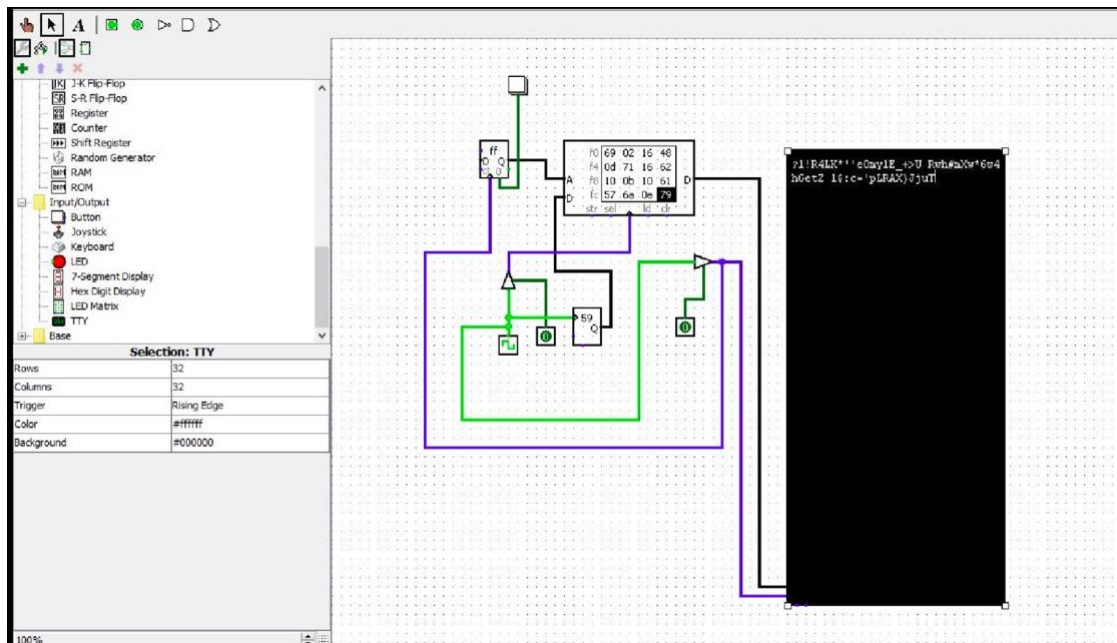 A
J-K Flip-Flop
S-R Flip-Flop
Register
Counter
Shift Register
Random Generator
RAM
ROM
Input/Output
Button
Joystick
Keyboard
LED
7-Segment Display
Hex Digit Display
LED Matrix
TTY
Base
Selection: TTY
Rows 32
Columns 32
Trigger Rising Edge
Color #ffffff
Background #000000
100%
ff
D Q
0
A
D
f0 69 02 16 48
f4 0d 71 16 62
f8 10 0b 10 61
fc 57 6a 0e 79
str sel ld clr
D
59
Q
0
0